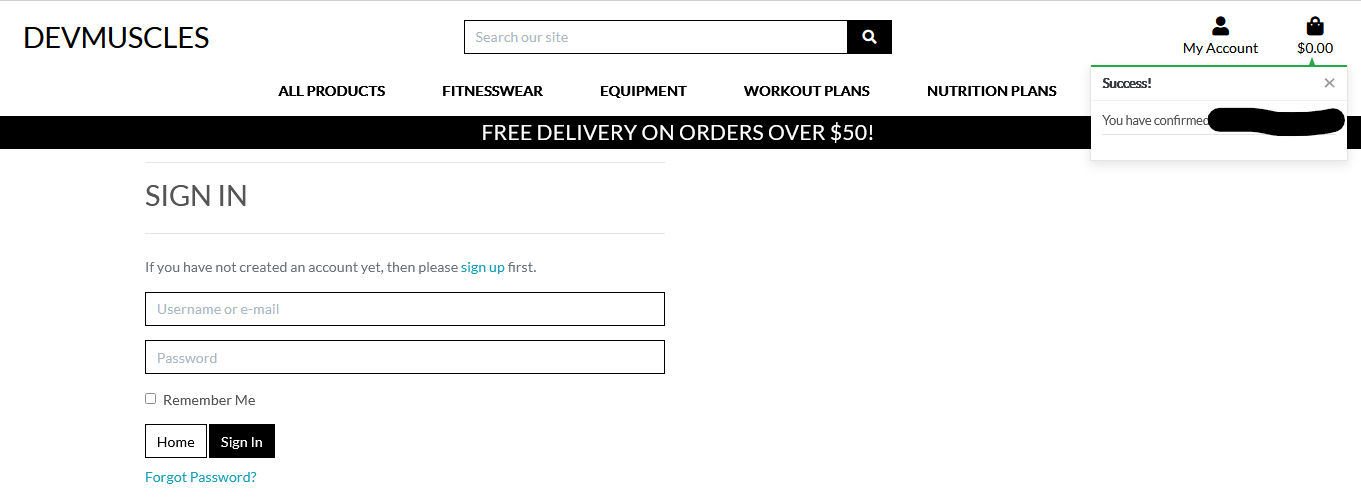 DEVMUSCLES
Search our site
My Account
$0.00
ALL PRODUCTS
FITNESSWEAR
EQUIPMENT
WORKOUT PLANS
NUTRITION PLANS
Success!
×
You have confirmed
FREE DELIVERY ON ORDERS OVER $50!
SIGN IN
If you have not created an account yet, then please sign up first.
Username or e-mail
Password
Remember Me
Home
Sign In
Forgot Password?